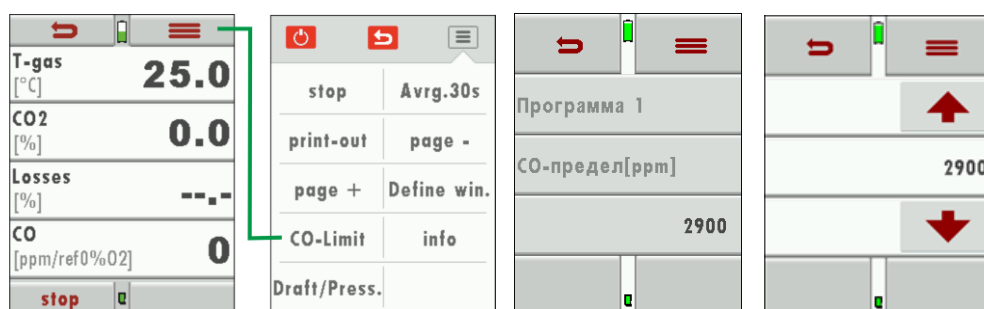 T-gas
[°C]
25.0
CO2
[%]
0.0
Losses
[%]
--.-
CO
[ppm/ref0%O2]
0
stop
stop
Avrg.30s
print-out
page -
page +
Define win.
CO-Limit
info
Draft/Press.
Программа 1
СО-предел[ppm]
2900
2900